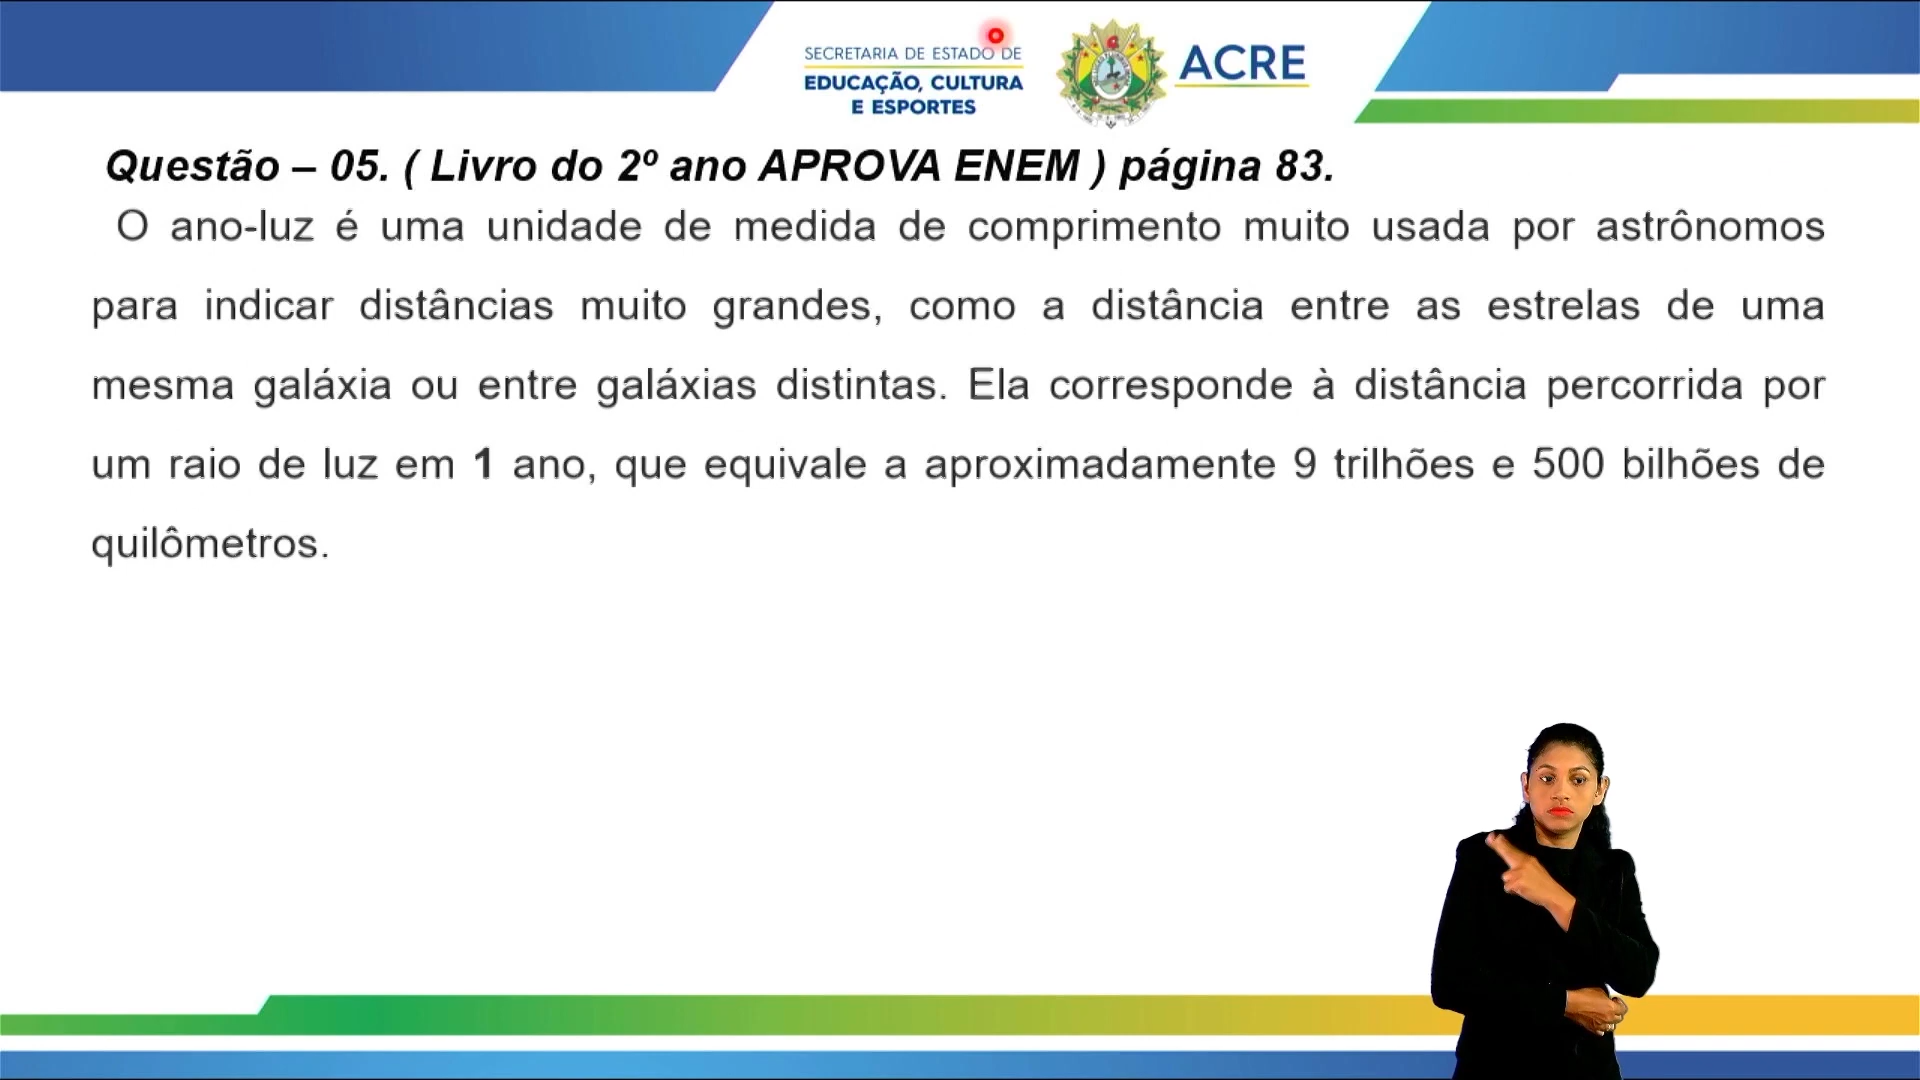 SECRETARIA DE ESTADO DE
EDUCAÇÃO, CULTURA
E ESPORTES
ACRE
Questão – 05. ( Livro do 2º ano APROVA ENEM ) página 83.
O ano-luz é uma unidade de medida de comprimento muito usada por astrônomos
para indicar distâncias muito grandes, como a distância entre as estrelas de uma
mesma galáxia ou entre galáxias distintas. Ela corresponde à distância percorrida por
um raio de luz em 1 ano, que equivale a aproximadamente 9 trilhões e 500 bilhões de
quilômetros.